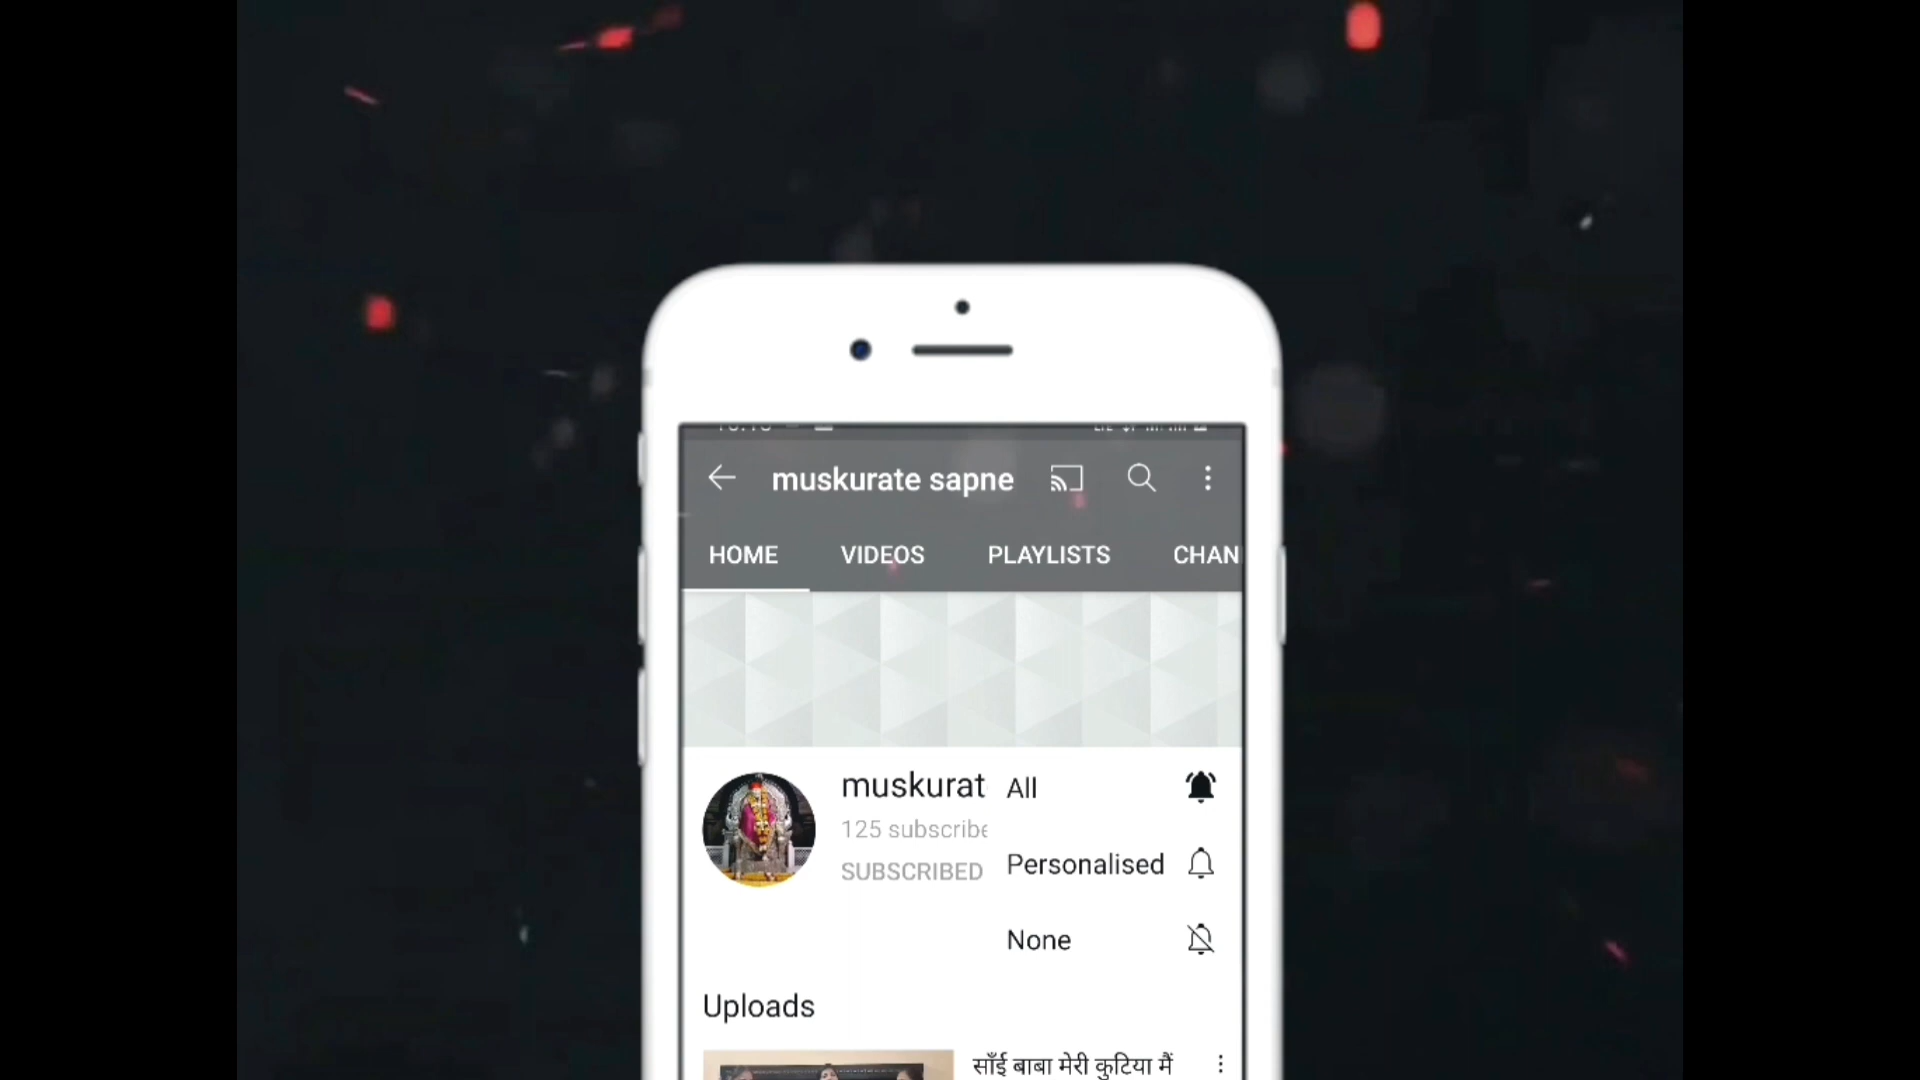 muskurate sapne
HOME VIDEOS PLAYLISTS CHAN
muskurat
125 subscribe
SUBSCRIBED
All
Personalised
None
Uploads
साँई बाबा मेरी कुटिया मैं